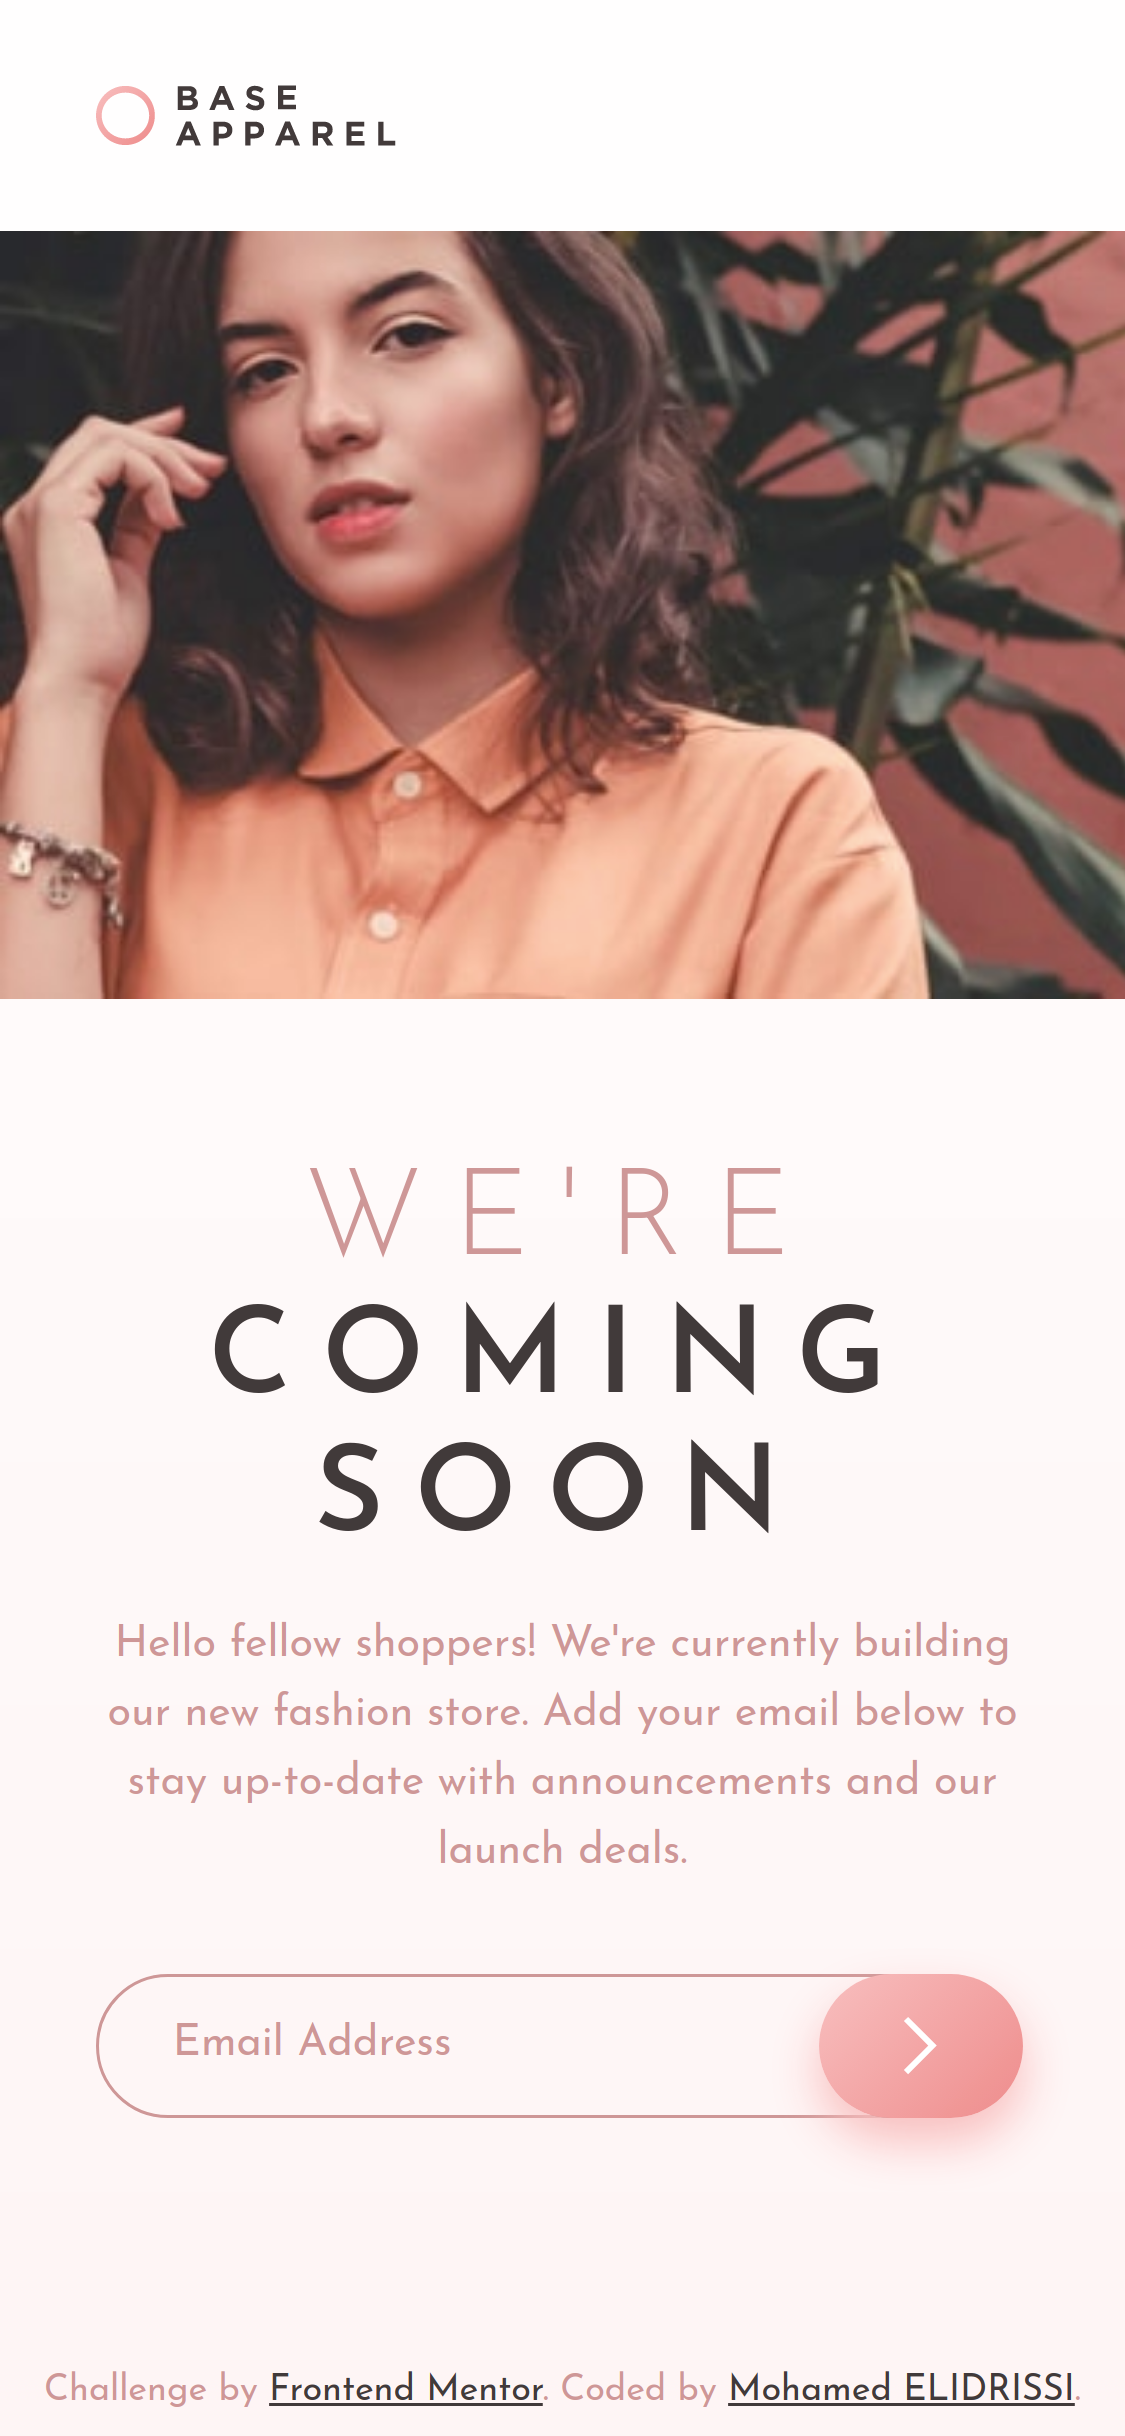 BASE
APPAREL
WE'RE
COMING
SOON
Hello fellow shoppers! We're currently building
our new fashion store. Add your email below to
stay up-to-date with announcements and our
launch deals.
Email Address
Challenge by Frontend Mentor. Coded by Mohamed ELIDRISSI.